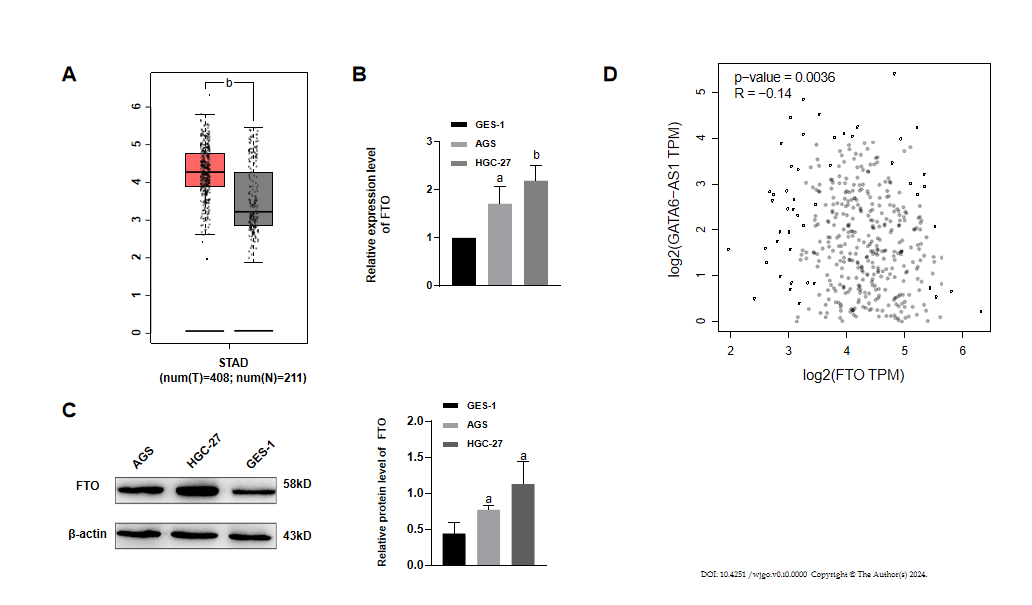 A
b
6
5
4
3
2
1
0
STAD
(num(T)=408; num(N)=211)
B
GES-1
AGS
HGC-27
Relative expression level
of FTO
3
2
1
0
a
b
D
p-value = 0.0036
R = −0.14
log2(GATA6−AS1 TPM)
5
4
3
2
1
0
2 3 4 5 6
log2(FTO TPM)
C
AGS HGC-27 GES-1
FTO 58kD
β-actin 43kD
GES-1
AGS
HGC-27
Relative protein level of FTO
2.0
1.5
1.0
0.5
0.0
a
a
DOI: 10.4251/wjgo.v0.i0.0000 Copyright © The Author(s) 2024.